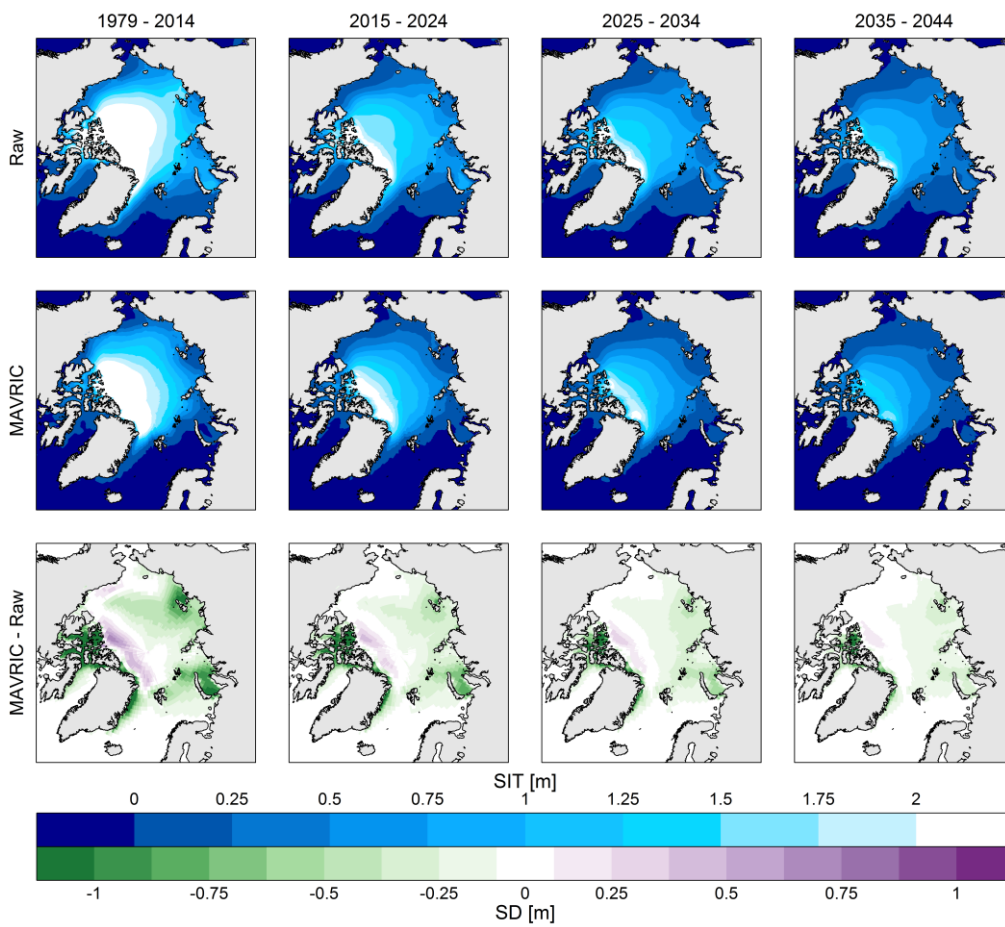 1979 - 2014 2015 - 2024 2025 - 2034 2035 - 2044
Raw
MAVRIC
MAVRIC - Raw
SIT [m]
0 0.25 0.5 0.75 1 1.25 1.5 1.75 2
-1 -0.75 -0.5 -0.25 0 0.25 0.5 0.75 1
SD [m]